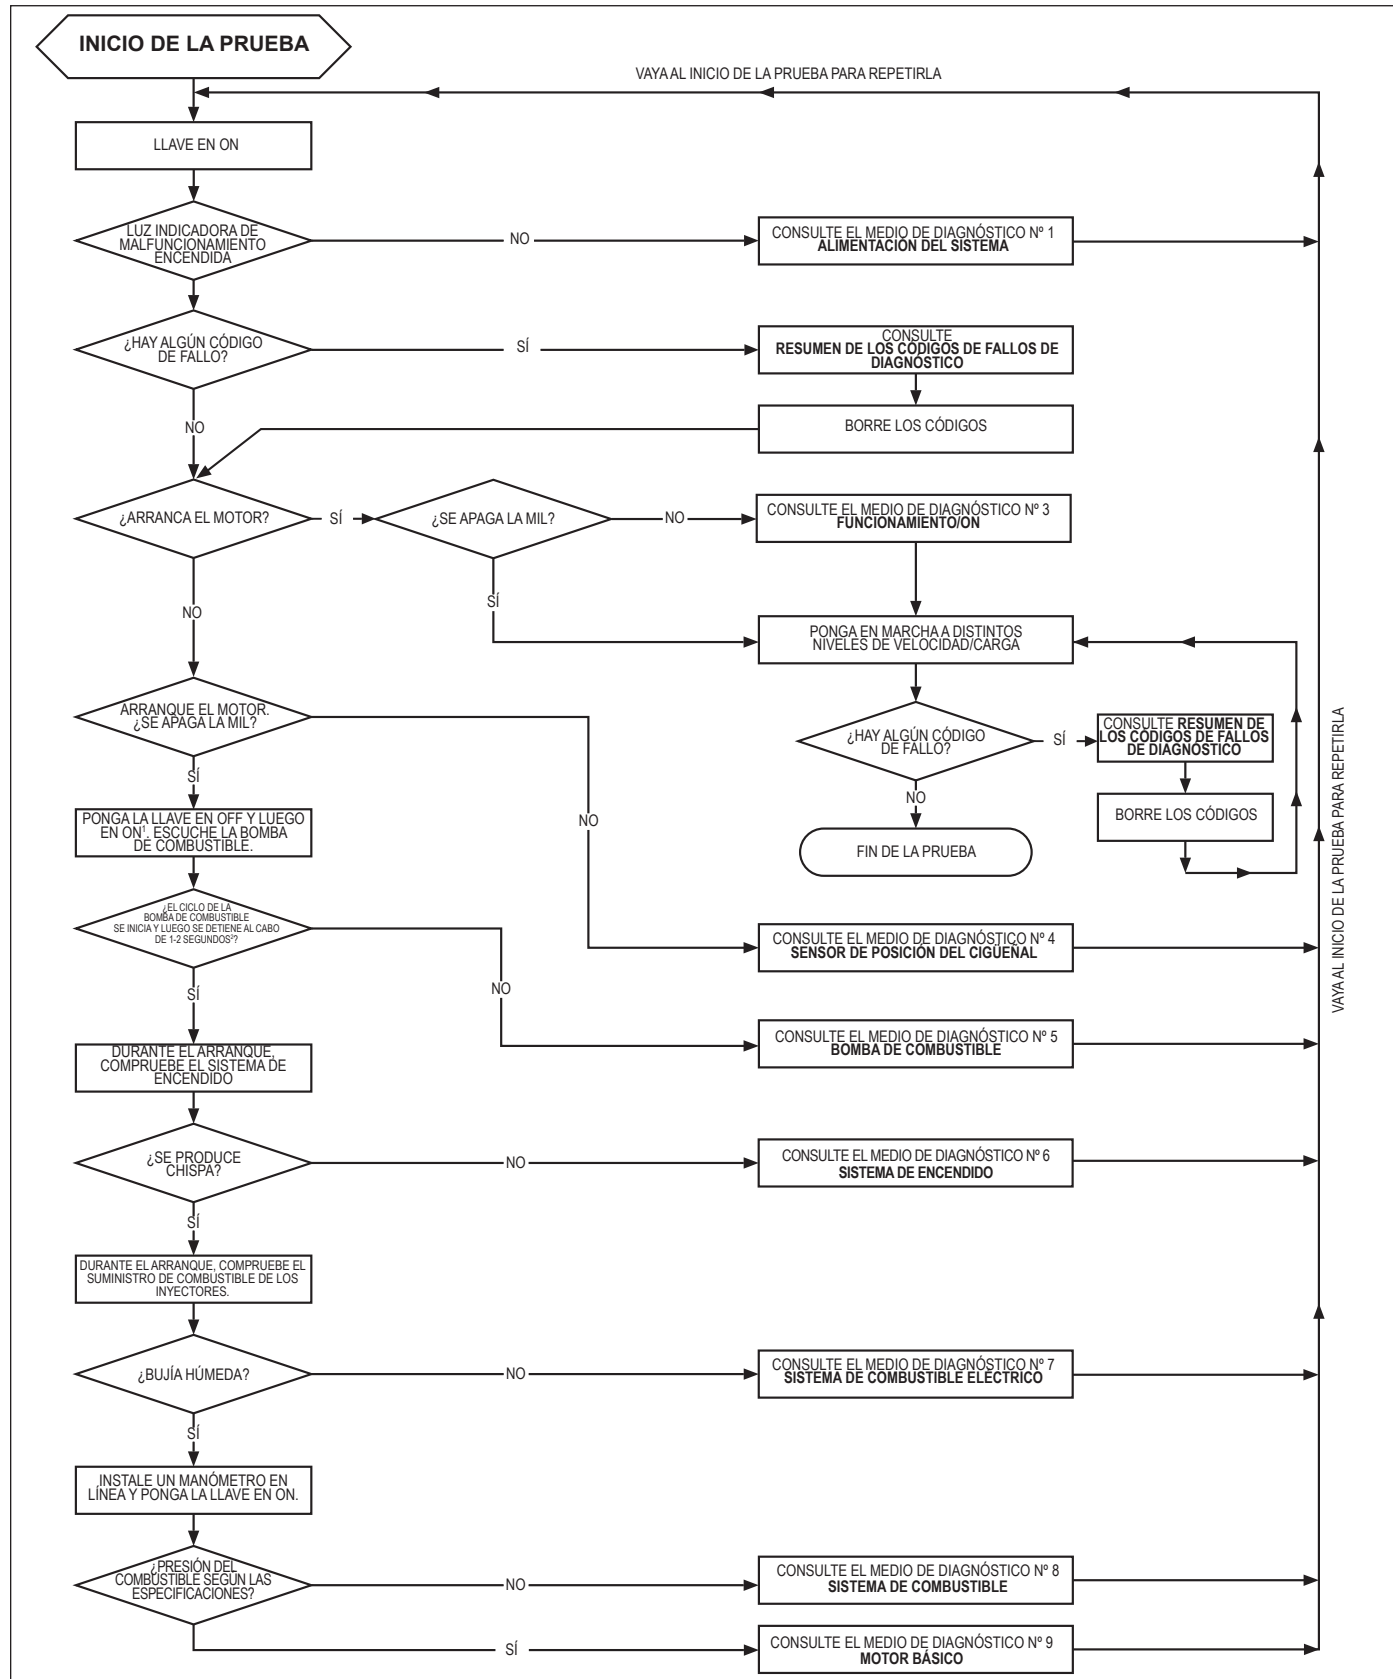 INICIO DE LA PRUEBA
VAYA AL INICIO DE LA PRUEBA PARA REPETIRLA
LLAVE EN ON
LUZ INDICADORA DE
MALFUNCIONAMIENTO
ENCENDIDA
NO
CONSULTE EL MEDIO DE DIAGNÓSTICO Nº 1
ALIMENTACIÓN DEL SISTEMA
¿HAY ALGÚN CÓDIGO
DE FALLO?
SÍ
CONSULTE
RESUMEN DE LOS CÓDIGOS DE FALLOS DE
DIAGNÓSTICO
NO
BORRE LOS CÓDIGOS
¿ARRANCA EL MOTOR?
SÍ
¿SE APAGA LA MIL?
NO
CONSULTE EL MEDIO DE DIAGNÓSTICO Nº 3
FUNCIONAMIENTO/ON
NO
SÍ
PONGA EN MARCHA A DISTINTOS
NIVELES DE VELOCIDAD/CARGA
ARRANQUE EL MOTOR.
¿SE APAGA LA MIL?
¿HAY ALGÚN CÓDIGO
DE FALLO?
SÍ
CONSULTE RESUMEN DE
LOS CÓDIGOS DE FALLOS
DE DIAGNÓSTICO
SÍ
NO
BORRE LOS CÓDIGOS
PONGA LA LLAVE EN OFF Y LUEGO
EN ON¹. ESCUCHE LA BOMBA
DE COMBUSTIBLE.
NO
FIN DE LA PRUEBA
VAYA AL INICIO DE LA PRUEBA PARA REPETIRLA
¿EL CICLO DE LA
BOMBA DE COMBUSTIBLE
SE INICIA Y LUEGO SE DETIENE AL CABO
DE 1-2 SEGUNDOS²?
CONSULTE EL MEDIO DE DIAGNÓSTICO Nº 4
SENSOR DE POSICIÓN DEL CIGÜEÑAL
SÍ
NO
CONSULTE EL MEDIO DE DIAGNÓSTICO Nº 5
BOMBA DE COMBUSTIBLE
DURANTE EL ARRANQUE,
COMPRUEBE EL SISTEMA DE
ENCENDIDO
¿SE PRODUCE
CHISPA?
NO
CONSULTE EL MEDIO DE DIAGNÓSTICO Nº 6
SISTEMA DE ENCENDIDO
SÍ
DURANTE EL ARRANQUE, COMPRUEBE EL
SUMINISTRO DE COMBUSTIBLE DE LOS
INYECTORES.
¿BUJÍA HÚMEDA?
NO
CONSULTE EL MEDIO DE DIAGNÓSTICO Nº 7
SISTEMA DE COMBUSTIBLE ELÉCTRICO
SÍ
INSTALE UN MANÓMETRO EN
LÍNEA Y PONGA LA LLAVE EN ON.
¿PRESIÓN DEL
COMBUSTIBLE SEGÚN LAS
ESPECIFICACIONES?
NO
CONSULTE EL MEDIO DE DIAGNÓSTICO Nº 8
SISTEMA DE COMBUSTIBLE
SÍ
CONSULTE EL MEDIO DE DIAGNÓSTICO Nº 9
MOTOR BÁSICO